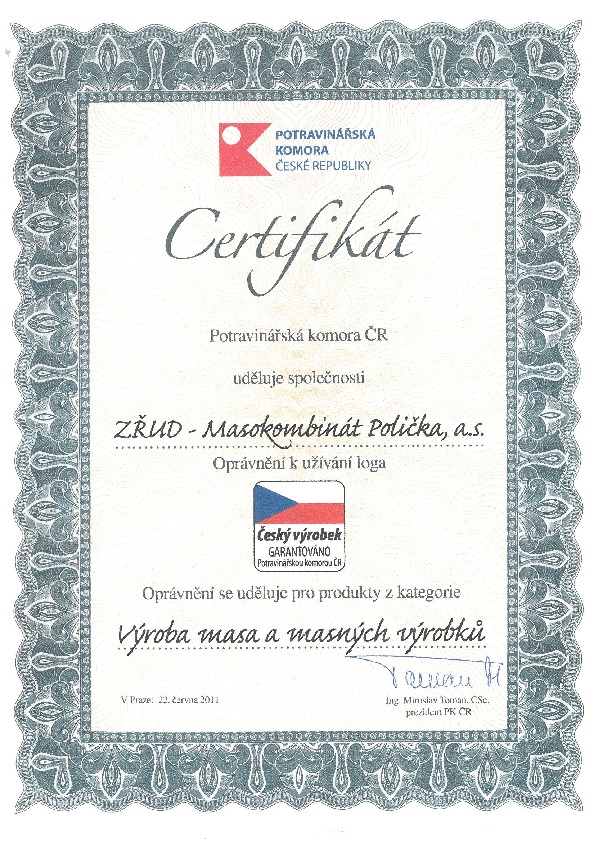 POTRAVINÁŘSKÁ
KOMORA
ČESKÉ REPUBLIKY
Certifikát
Potravinářská komora ČR
uděluje společnosti
ZŘUD - Masokombinát Polička, a.s.
Oprávnění k užívání loga
Český výrobek
GARANTOVÁNO
Potravinářskou komorou ČR
Oprávnění se uděluje pro produkty z kategorie
Výroba masa a masných výrobků
Toman M
V Praze: 22. června 2011
Ing. Miroslav Toman, CSc.
prezident PK ČR